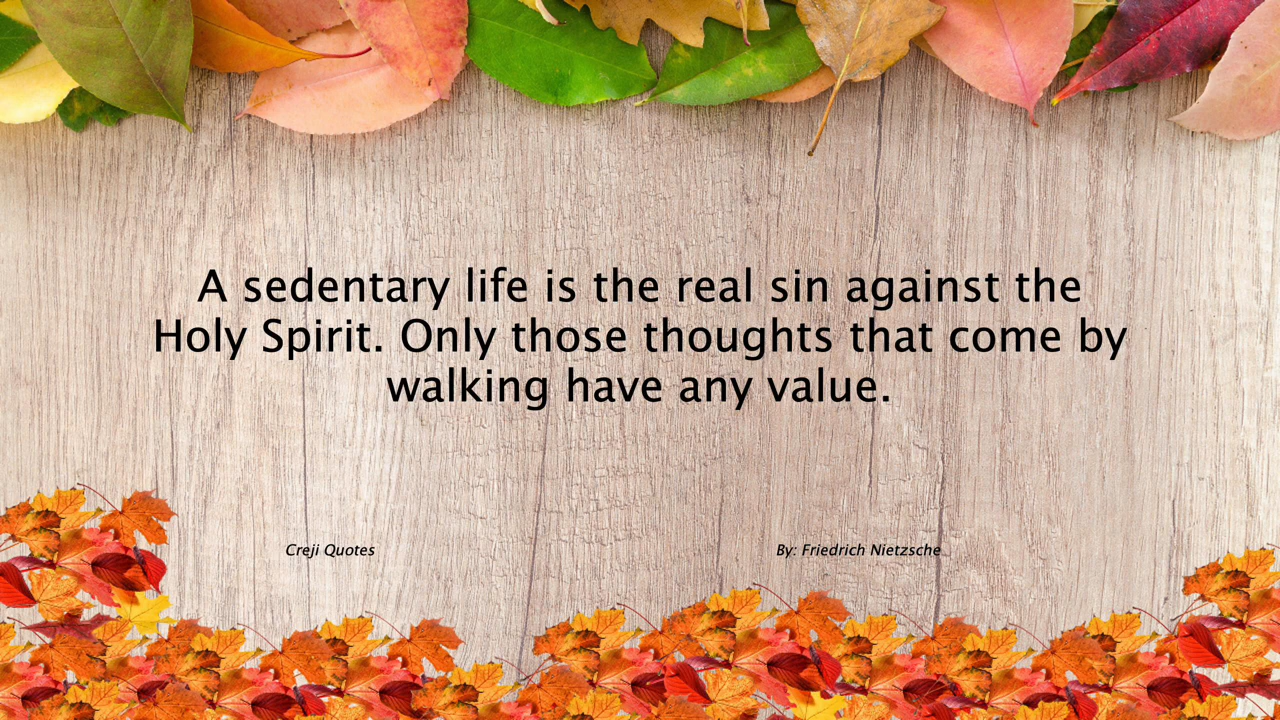 A sedentary life is the real sin against the
Holy Spirit. Only those thoughts that come by
walking have any value.
Creji Quotes
By: Friedrich Nietzsche